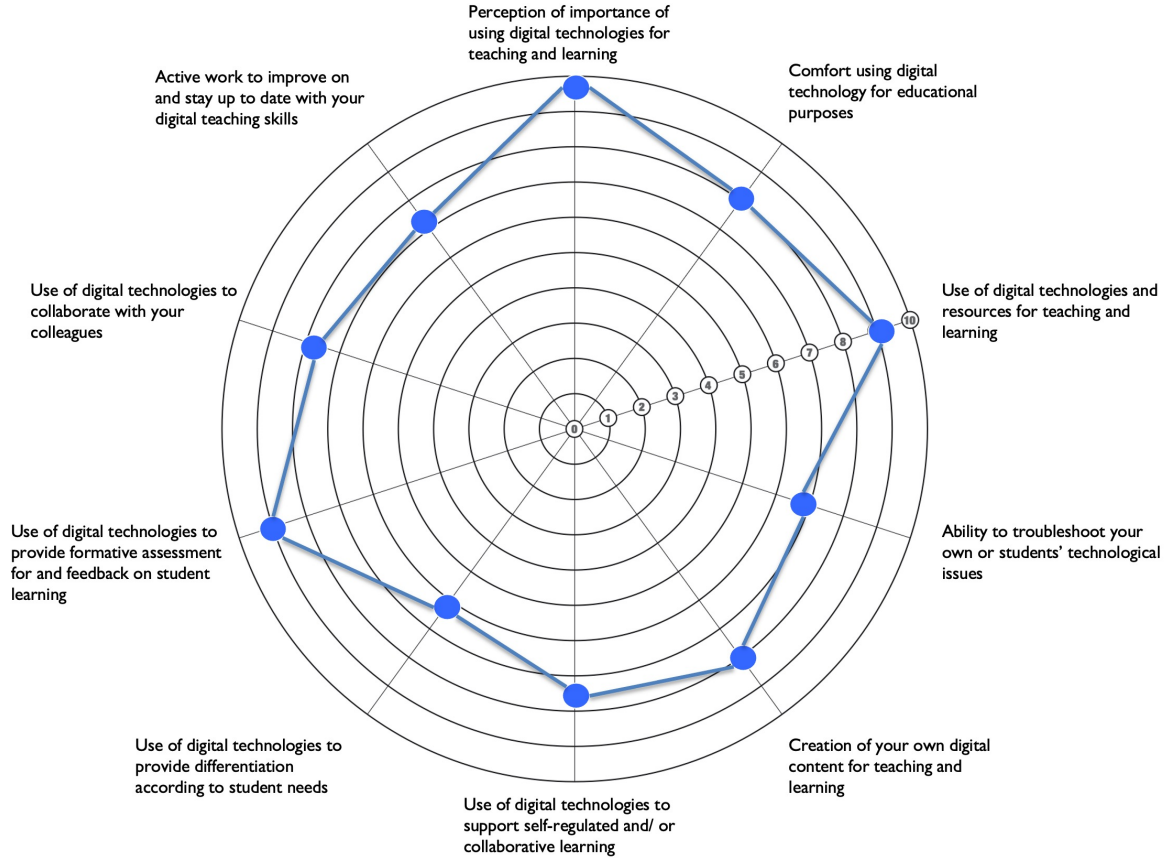 Perception of importance of
using digital technologies for
teaching and learning
Comfort using digital
technology for educational
purposes
Active work to improve on
and stay up to date with your
digital teaching skills
Use of digital technologies to
collaborate with your
colleagues
Use of digital technologies and
resources for teaching and
learning
10
8
7
6
5
4
3
2
1
0
Use of digital technologies to
provide formative assessment
for and feedback on student
learning
Ability to troubleshoot your
own or students’ technological
issues
Use of digital technologies to
provide differentiation
according to student needs
Creation of your own digital
content for teaching and
learning
Use of digital technologies to
support self-regulated and/ or
collaborative learning